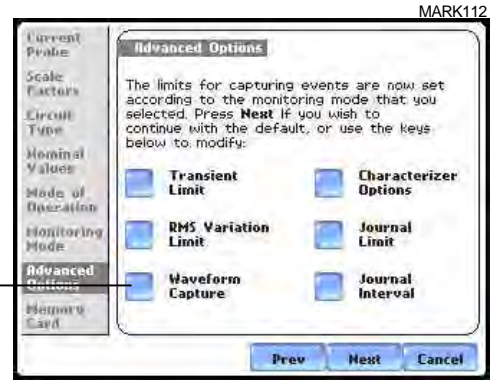 MARK112
Current
Probe
Scale
Factors
Circuit
Type
Nominal
Values
Mode of
Operation
Monitoring
Mode
Advanced
Options
Memory
Card
Advanced Options
The limits for capturing events are now set
according to the monitoring mode that you
selected. Press Next If you wish to
continue with the default, or use the keys
below to modify:
Transient
Limit
Characterizer
Options
RMS Variation
Limit
Journal
Limit
Waveform
Capture
Journal
Interval
Prev
Next
Cancel